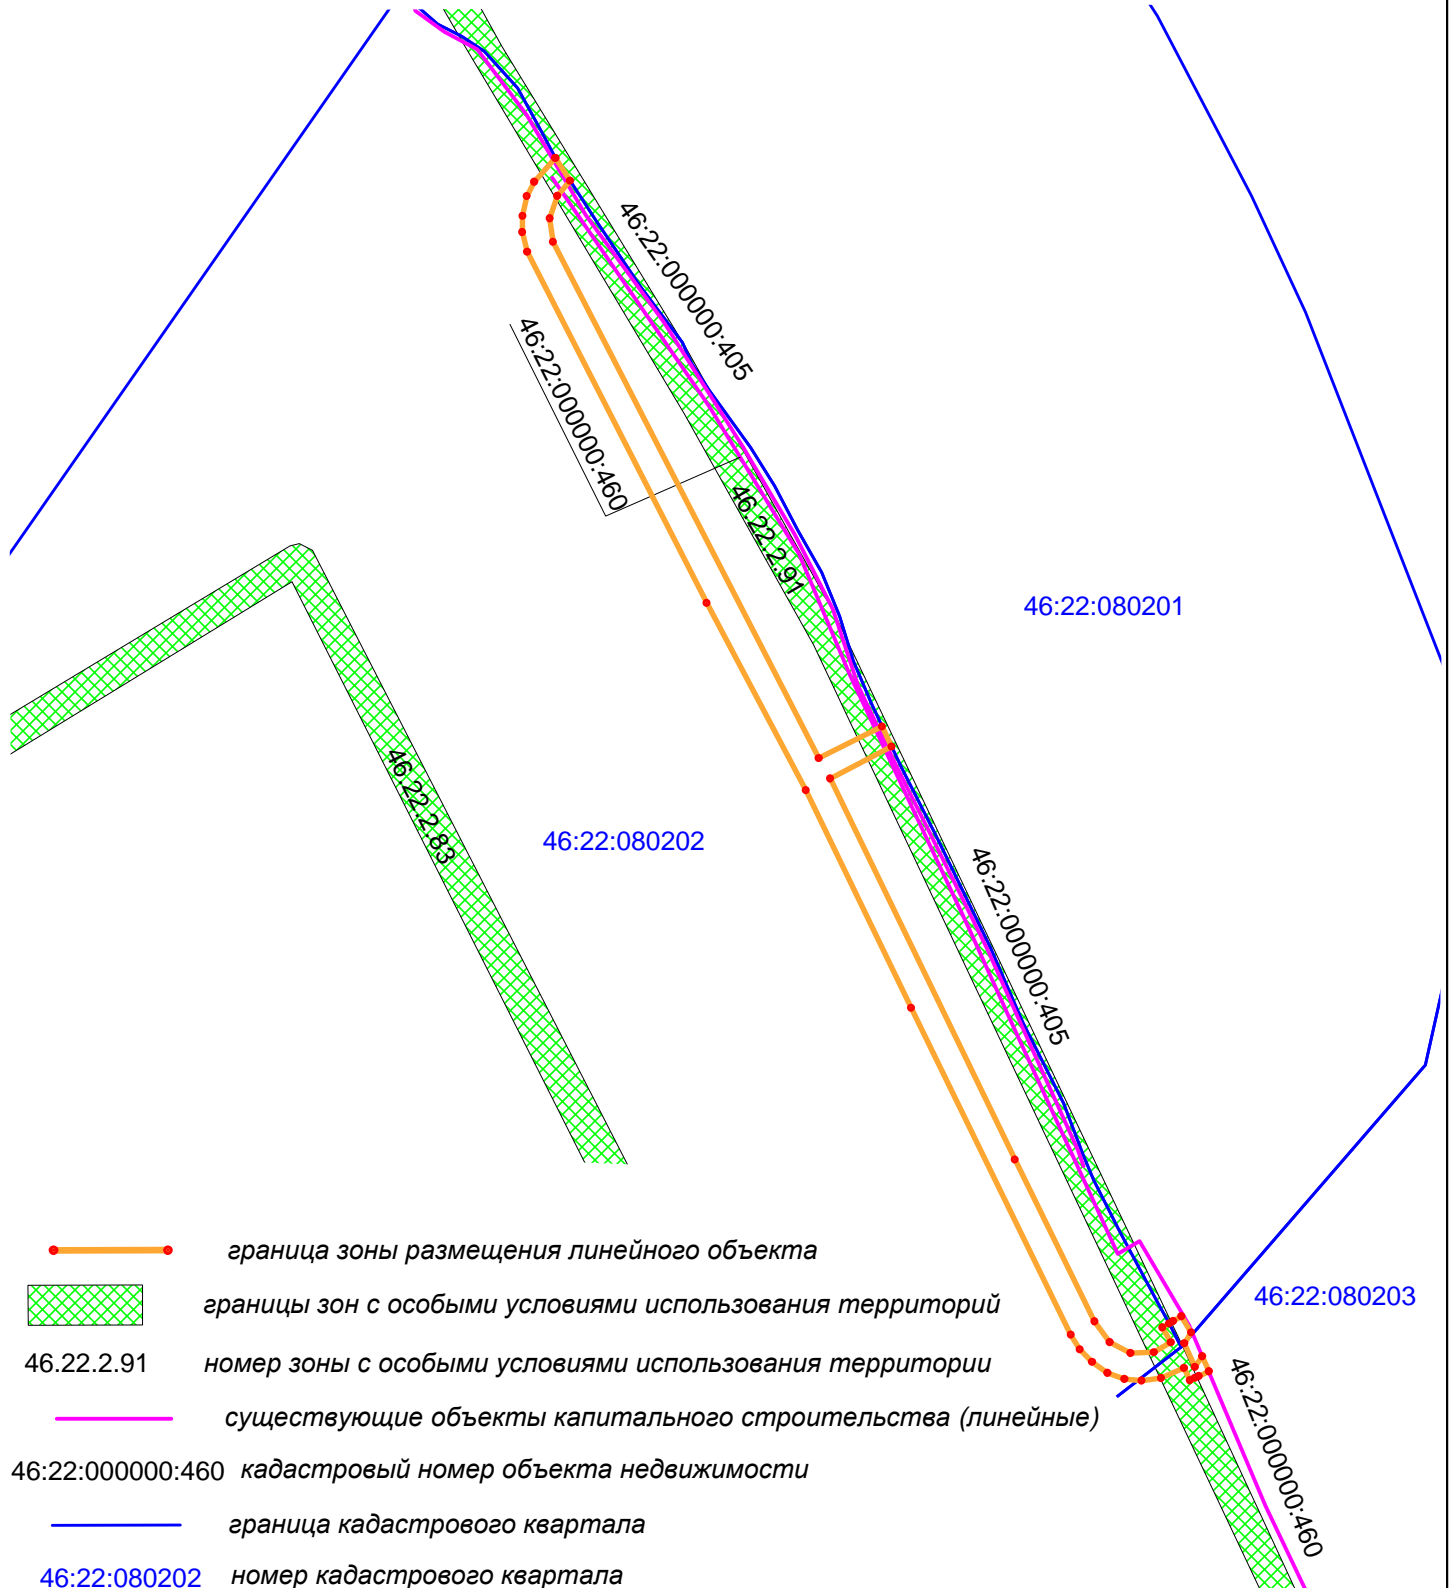 46:22:000000:405
46:22:000000:460
46.22.2.91
46:22:080201
46.22.2.83
46:22:080202
46:22:000000:405
46:22:080203
46:22:000000:460
граница зоны размещения линейного объекта
границы зон с особыми условиями использования территорий
46.22.2.91 номер зоны с особыми условиями использования территории
существующие объекты капитального строительства (линейные)
46:22:000000:460 кадастровый номер объекта недвижимости
граница кадастрового квартала
46:22:080202 номер кадастрового квартала